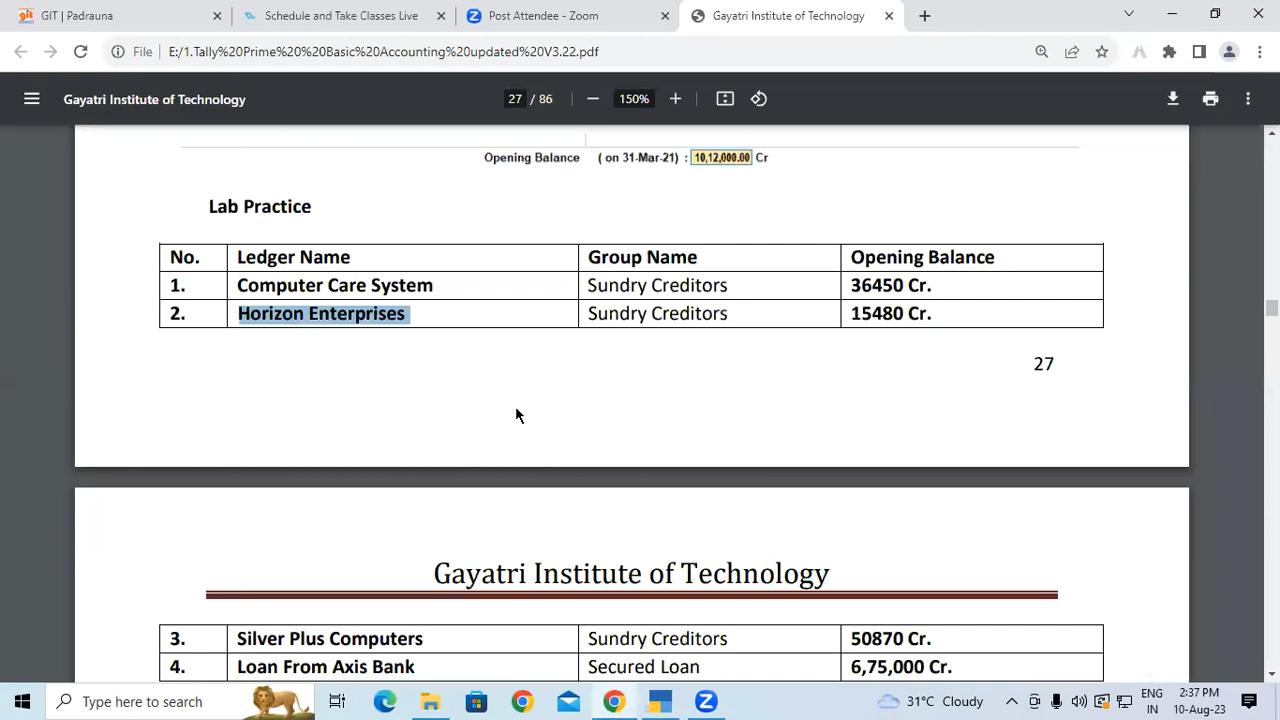 git GIT | Padrauna
Schedule and Take Classes Live
Post Attendee - Zoom
Gayatri Institute of Technology
File E:/1.Tally%20Prime%20%20Basic%20Accounting%20updated%20V3.22.pdf
Gayatri Institute of Technology
27 / 86
150%
Opening Balance ( on 31-Mar-21) : 10,12,000.00 Cr
Lab Practice
No. Ledger Name Group Name Opening Balance
1. Computer Care System Sundry Creditors 36450 Cr.
2. Horizon Enterprises Sundry Creditors 15480 Cr.
27
Gayatri Institute of Technology
3. Silver Plus Computers Sundry Creditors 50870 Cr.
4. Loan From Axis Bank Secured Loan 6,75,000 Cr.
Type here to search
31°C Cloudy
ENG
IN
2:37 PM
10-Aug-23